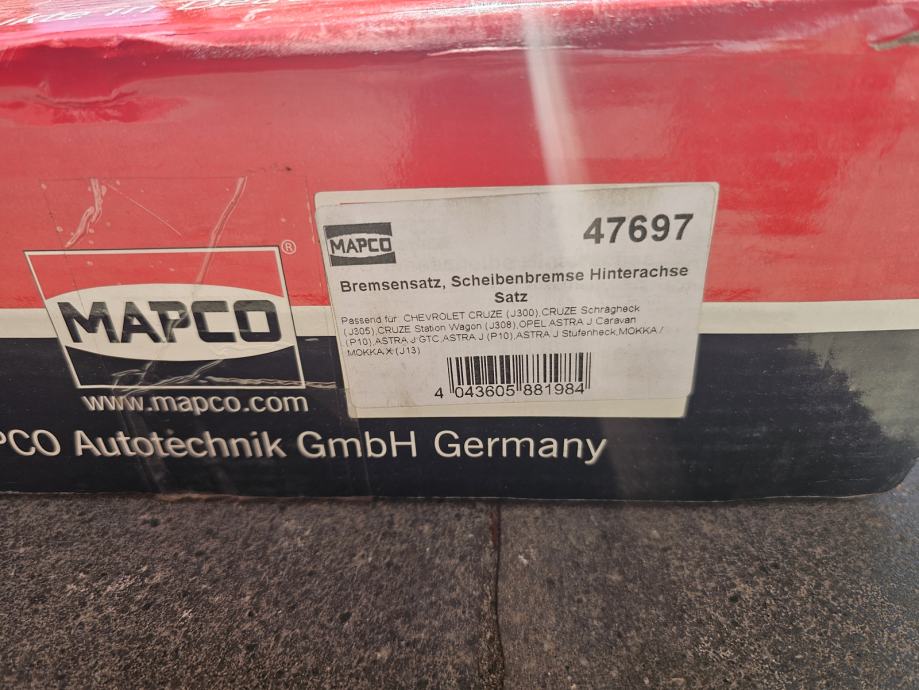 MAPCO
47697
Bremsensatz, Scheibenbremse Hinterachse
Satz
Passend für: CHEVROLET CRUZE (J300),CRUZE Schrägheck
(J305),CRUZE Station Wagon (J308),OPEL ASTRA J Caravan
(P10),ASTRA J GTC,ASTRA J (P10),ASTRA J Stufenheck,MOKKA /
MOKKA X (J13)
4 043605 881984
MAPCO ®
www.mapco.com
PCO Autotechnik GmbH Germany